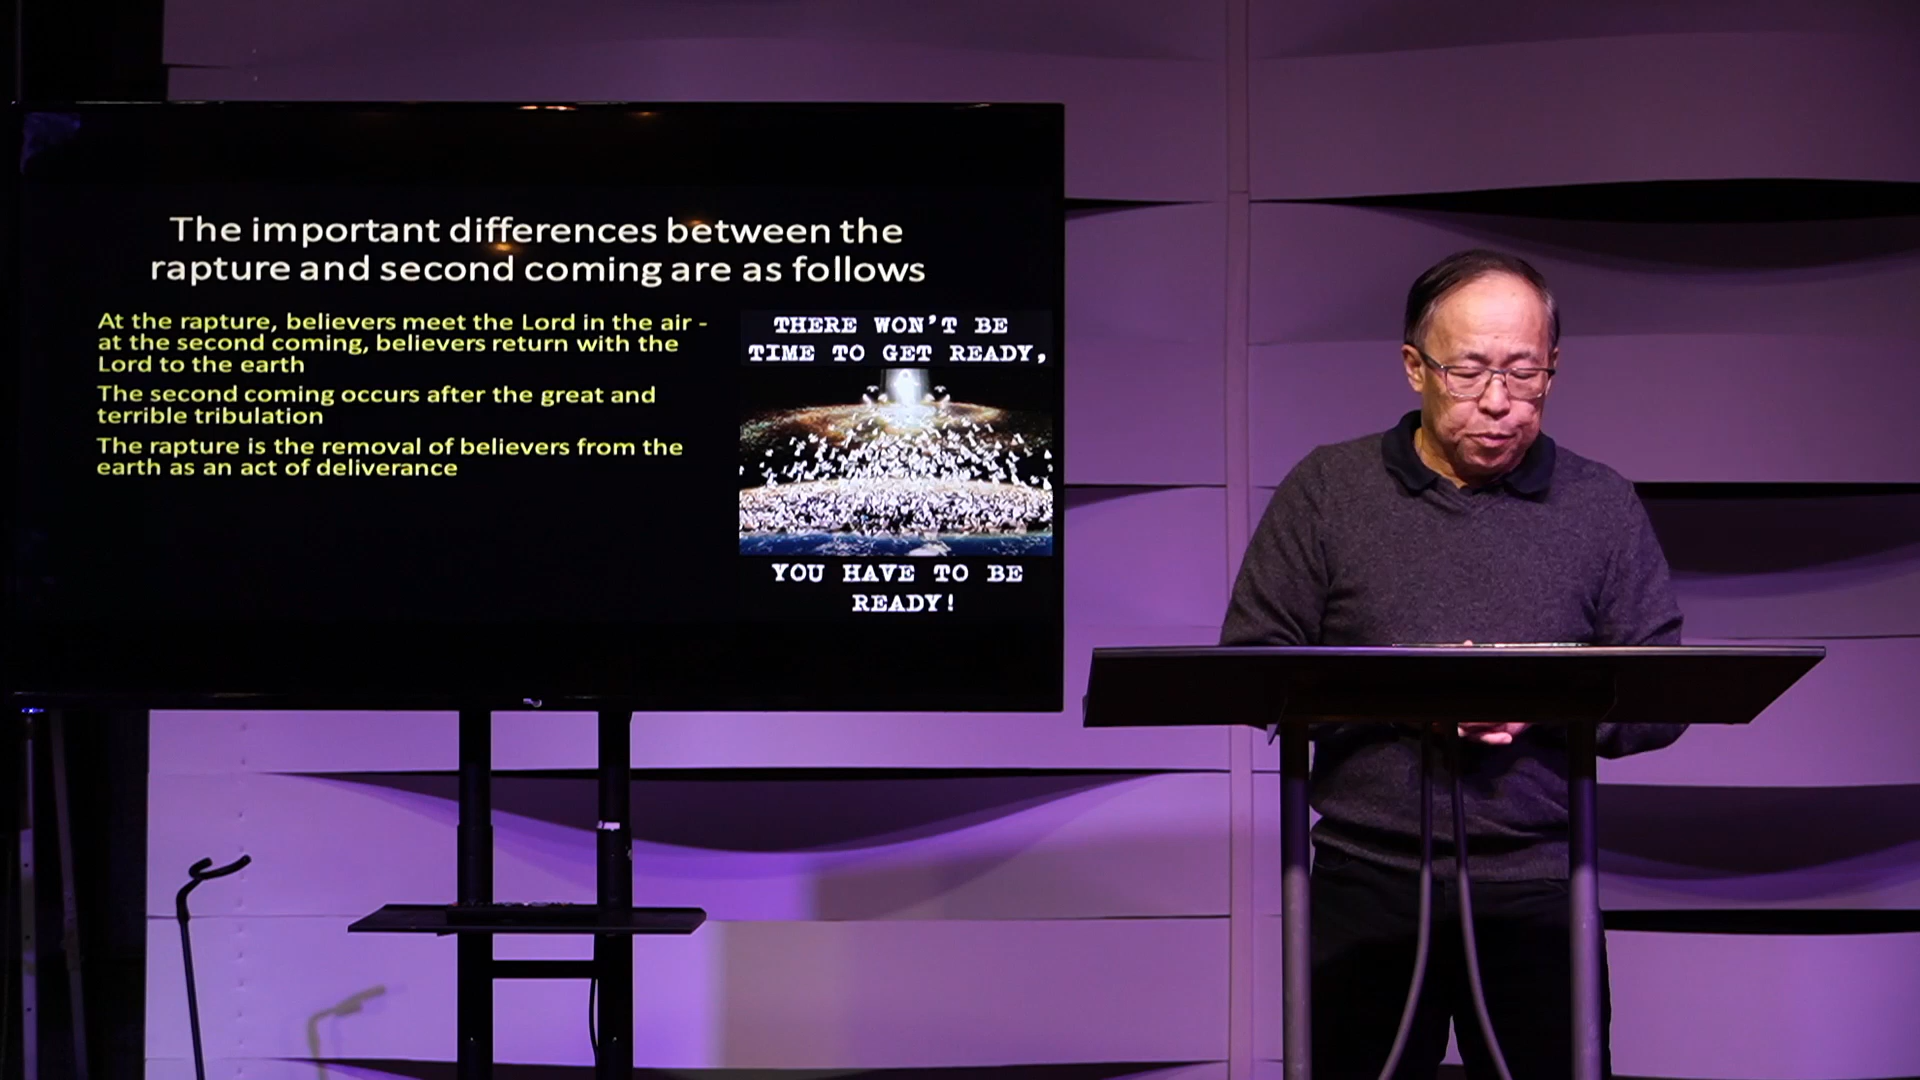 The important differences between the
rapture and second coming are as follows
At the rapture, believers meet the Lord in the air -
at the second coming, believers return with the
Lord to the earth
The second coming occurs after the great and
terrible tribulation
The rapture is the removal of believers from the
earth as an act of deliverance
THERE WON'T BE
TIME TO GET READY,
YOU HAVE TO BE
READY!